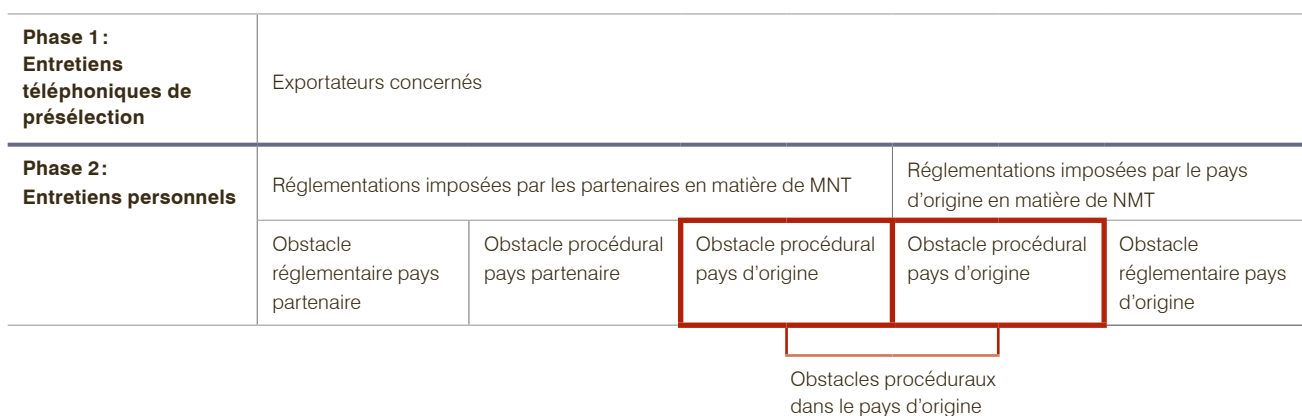 Phase 1 :
Entretiens
téléphoniques de
présélection
Exportateurs concernés
Phase 2 :
Entretiens personnels
Réglementations imposées par les partenaires en matière de MNT
Réglementations imposées par le pays
d’origine en matière de NMT
Obstacle
réglementaire pays
partenaire
Obstacle procédural
pays partenaire
Obstacle procédural
pays d’origine
Obstacle procédural
pays d’origine
Obstacle
réglementaire pays
d’origine
Obstacles procéduraux
dans le pays d’origine